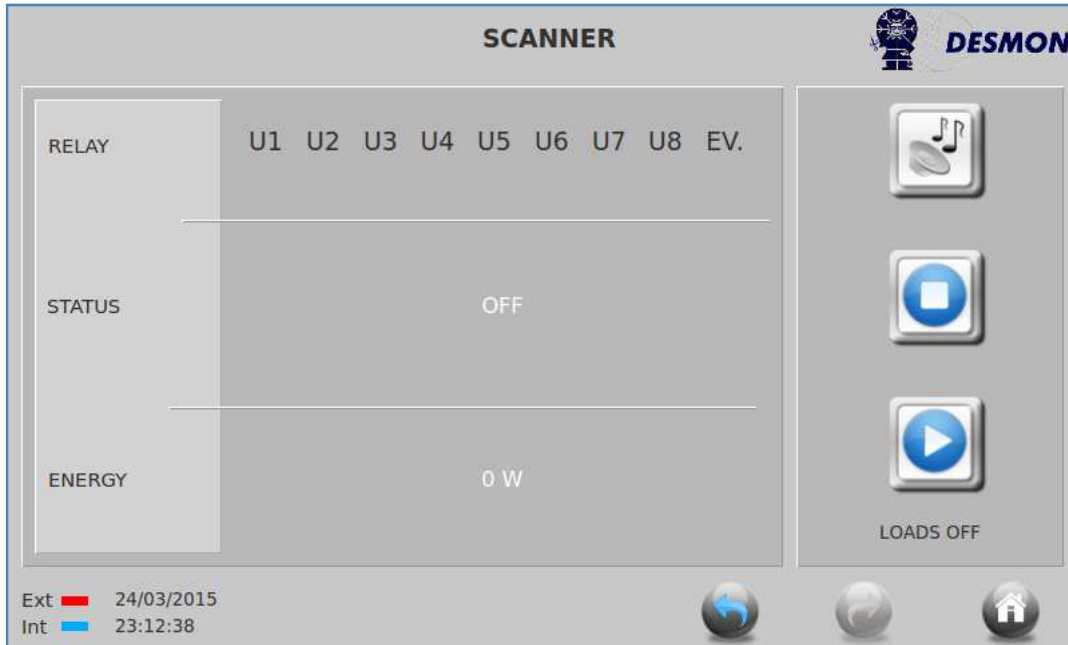 SCANNER
DESMON
RELAY U1 U2 U3 U4 U5 U6 U7 U8 EV.
STATUS OFF
ENERGY 0 W
LOADS OFF
Ext 24/03/2015
Int 23:12:38